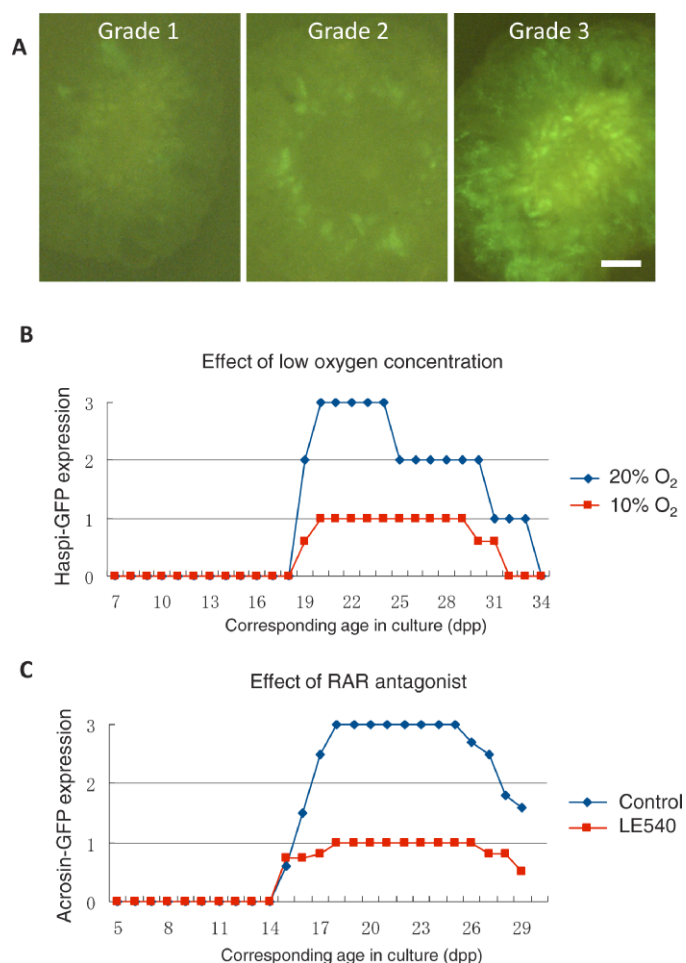 A
Grade 1
Grade 2
Grade 3
B
Effect of low oxygen concentration
Haspi-GFP expression
3
2
1
0
7 10 13 16 19 22 25 28 31 34
Corresponding age in culture (dpp)
20% O₂
10% O₂
C
Effect of RAR antagonist
Acrosin-GFP expression
3
2
1
0
5 8 11 14 17 20 23 26 29
Corresponding age in culture (dpp)
Control
LE540